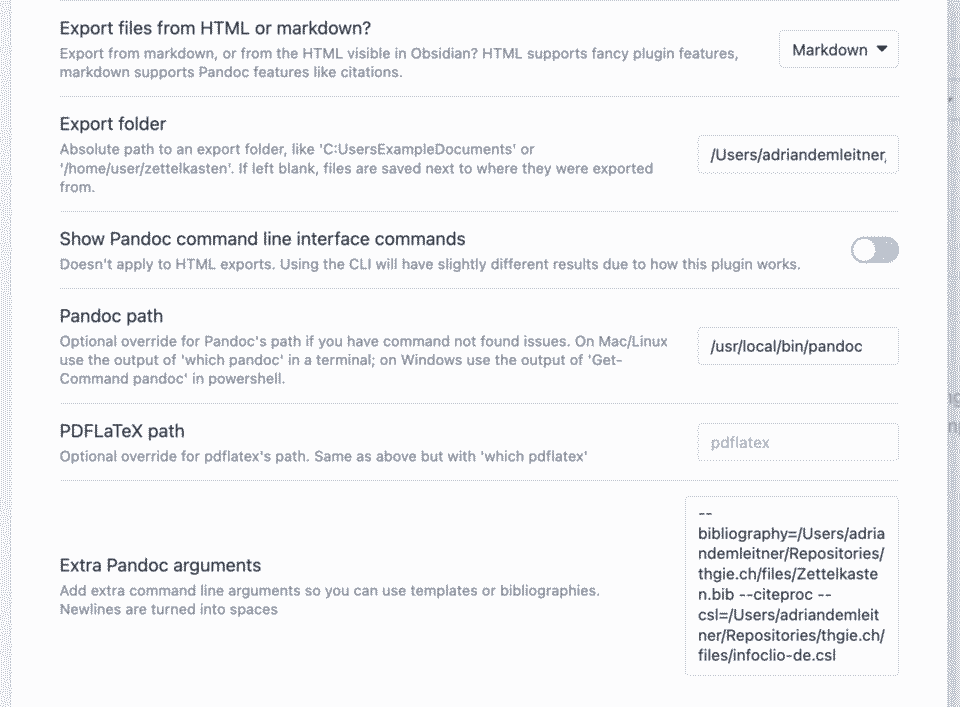 Export files from HTML or markdown?
Export from markdown, or from the HTML visible in Obsidian? HTML supports fancy plugin features,
markdown supports Pandoc features like citations.
Markdown
Export folder
Absolute path to an export folder, like 'C:UsersExampleDocuments' or
'/home/user/zettelkasten'. If left blank, files are saved next to where they were exported
from.
/Users/adriandemleitner,
Show Pandoc command line interface commands
Doesn't apply to HTML exports. Using the CLI will have slightly different results due to how this plugin works.
Pandoc path
Optional override for Pandoc's path if you have command not found issues. On Mac/Linux
use the output of 'which pandoc' in a terminal; on Windows use the output of 'Get-
Command pandoc' in powershell.
/usr/local/bin/pandoc
PDFLaTeX path
Optional override for pdflatex's path. Same as above but with 'which pdflatex'
pdflatex
Extra Pandoc arguments
Add extra command line arguments so you can use templates or bibliographies.
Newlines are turned into spaces
--
bibliography=/Users/adria
ndemleitner/Repositories/
thgie.ch/files/Zettelkaste
n.bib --citeproc --
csl=/Users/adriandemleit
ner/Repositories/thgie.ch/
files/infoclio-de.csl